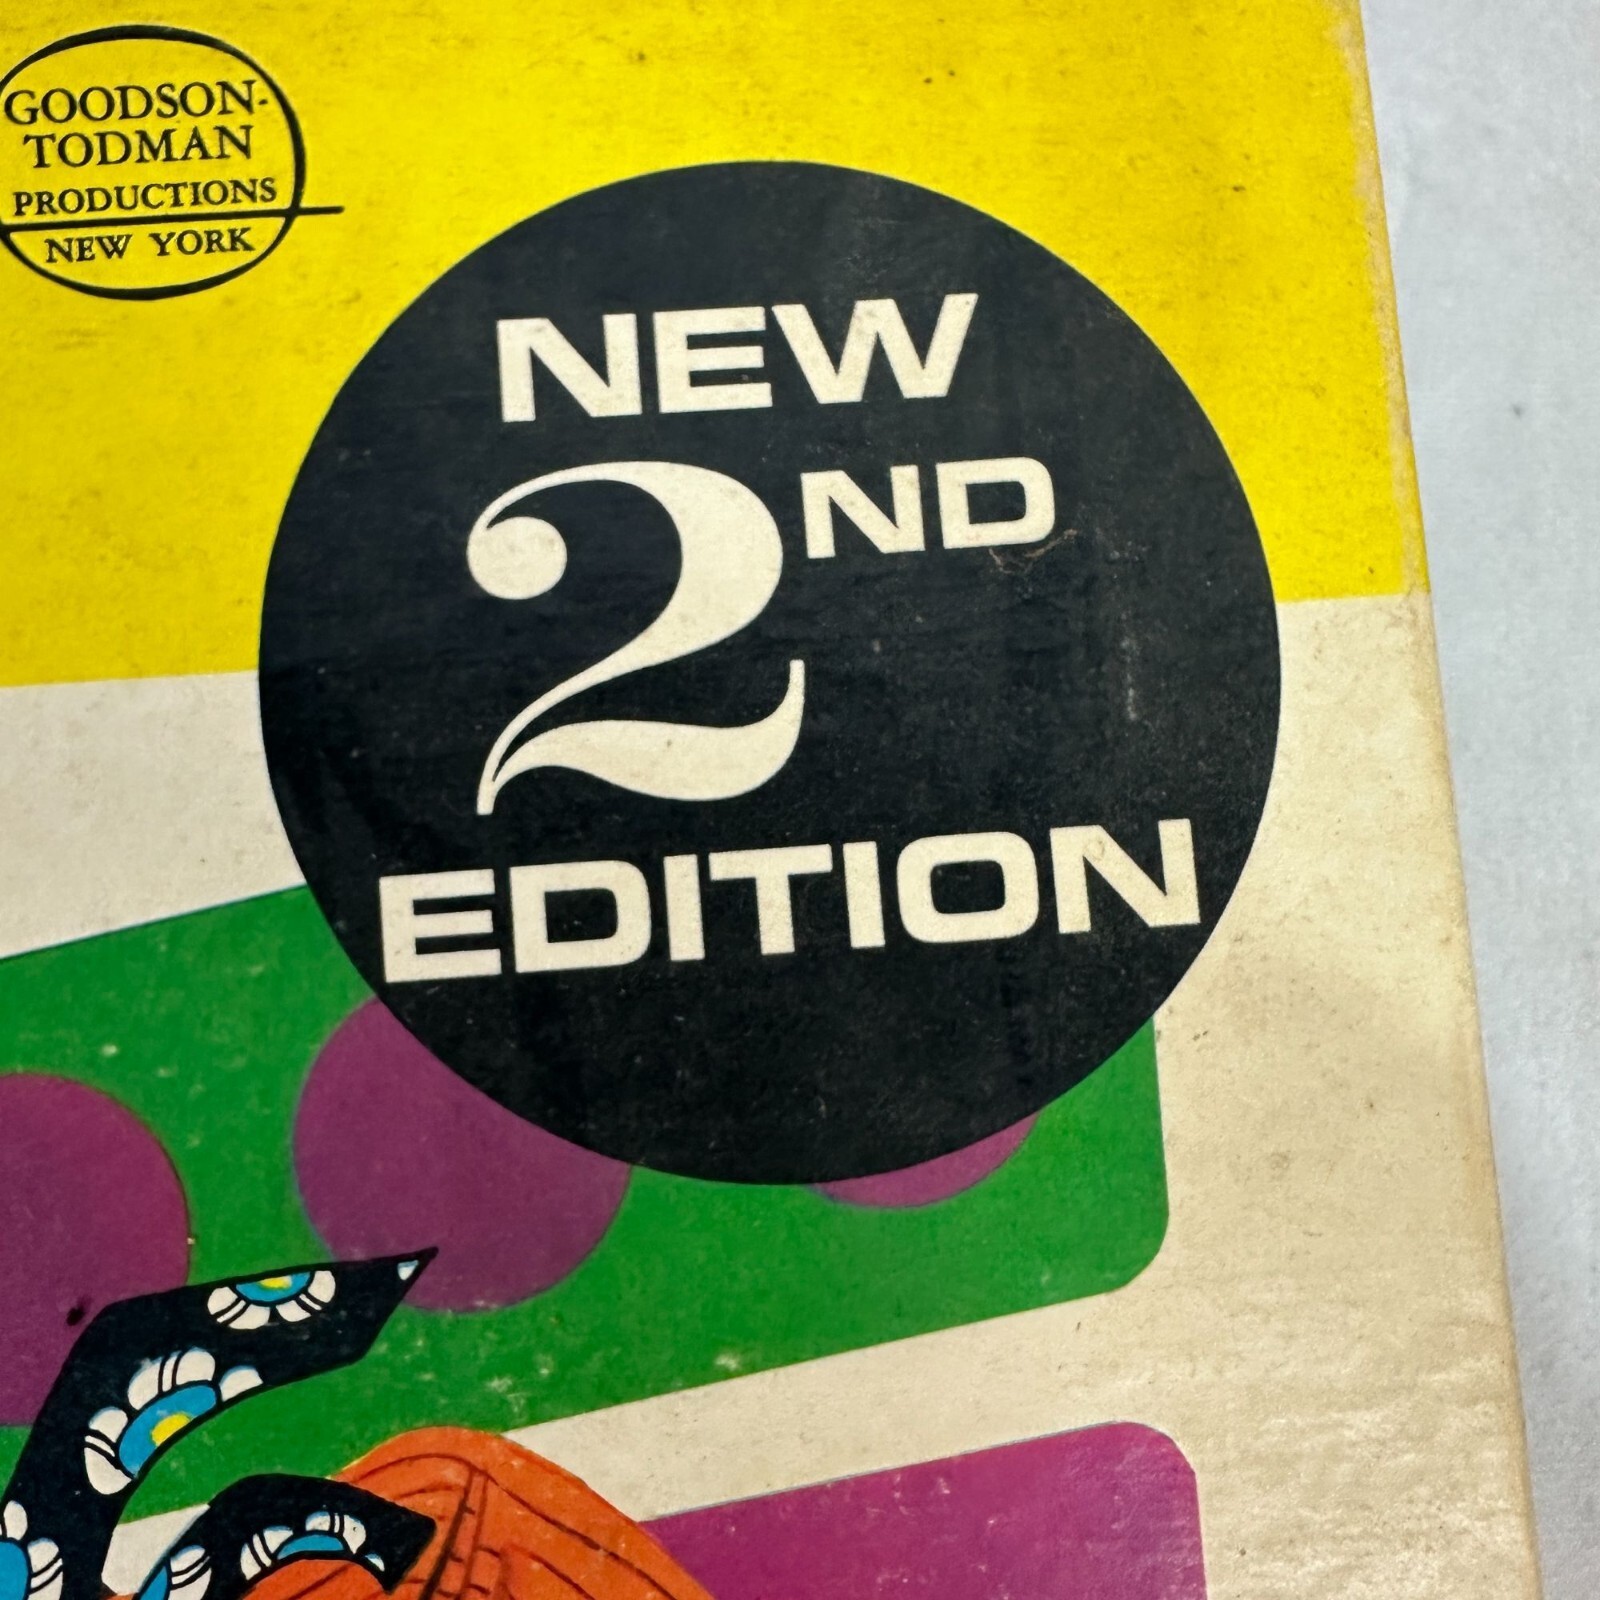 GOODSON-
TODMAN
PRODUCTIONS
NEW YORK
NEW
2ND
EDITION